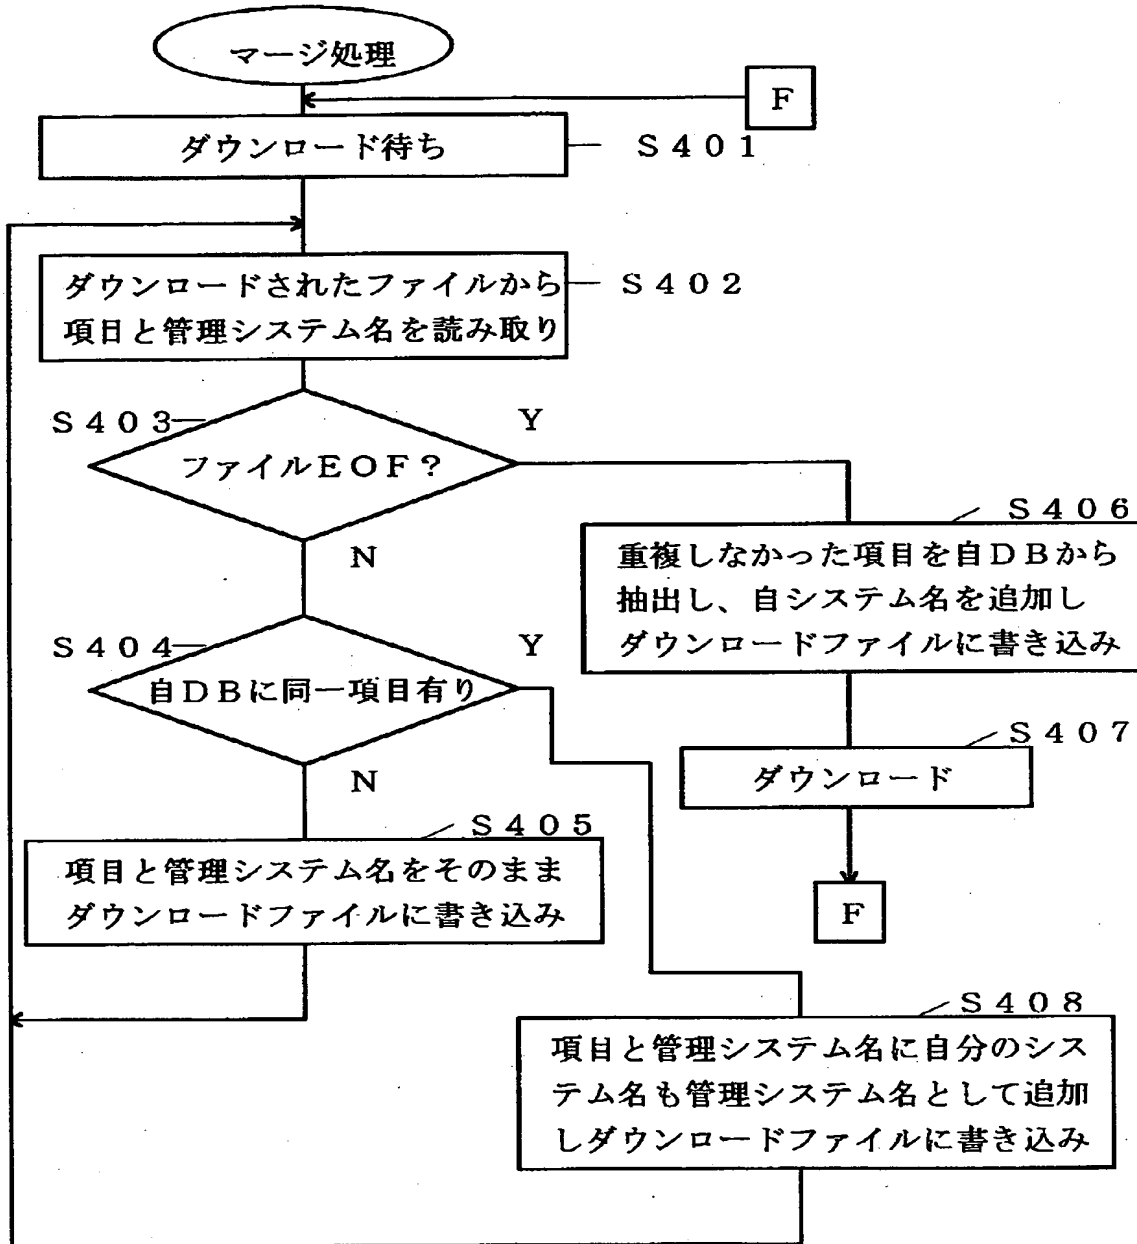 マージ処理
F
ダウンロード待ち
S401
ダウンロードされたファイルから
項目と管理システム名を読み取り
S402
S403
ファイルEOF?
Y
N
S404
自DBに同一項目有り
Y
N
S405
項目と管理システム名をそのまま
ダウンロードファイルに書き込み
S406
重複しなかった項目を自DBから
抽出し、自システム名を追加し
ダウンロードファイルに書き込み
S407
ダウンロード
F
S408
項目と管理システム名に自分のシス
テム名も管理システム名として追加
しダウンロードファイルに書き込み